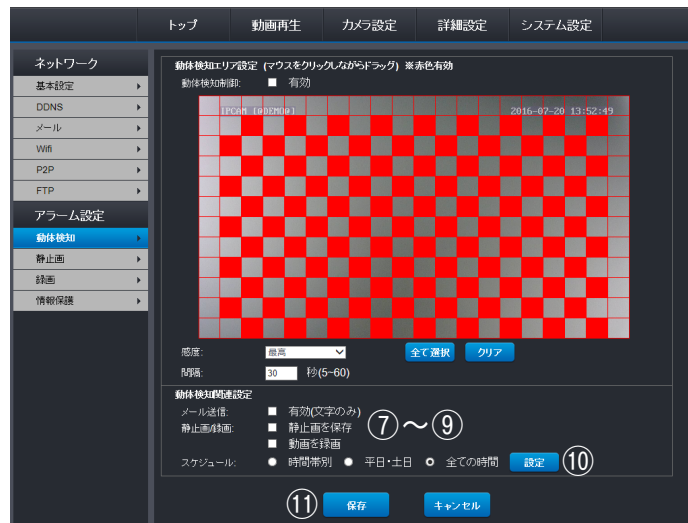 トップ 動画再生 カメラ設定 詳細設定 システム設定
ネットワーク
基本設定
DDNS
メール
Wifi
P2P
FTP
アラーム設定
動体検知
静止画
録画
情報保護
動体検知エリア設定 (マウスをクリックしながらドラッグ) ※赤色有効
動体検知制御: 有効
IPCAM [@DEMO@] 2016-07-20 13:52:49
感度: 最高 全て選択 クリア
間隔: 30 秒(5~60)
動体検知関連設定
メール送信: 有効(文字のみ)
静止画/録画: 静止画を保存 ⑦～⑨
動画を録画
スケジュール: 時間帯別 平日・土日 全ての時間 設定 ⑩
⑪ 保存 キャンセル